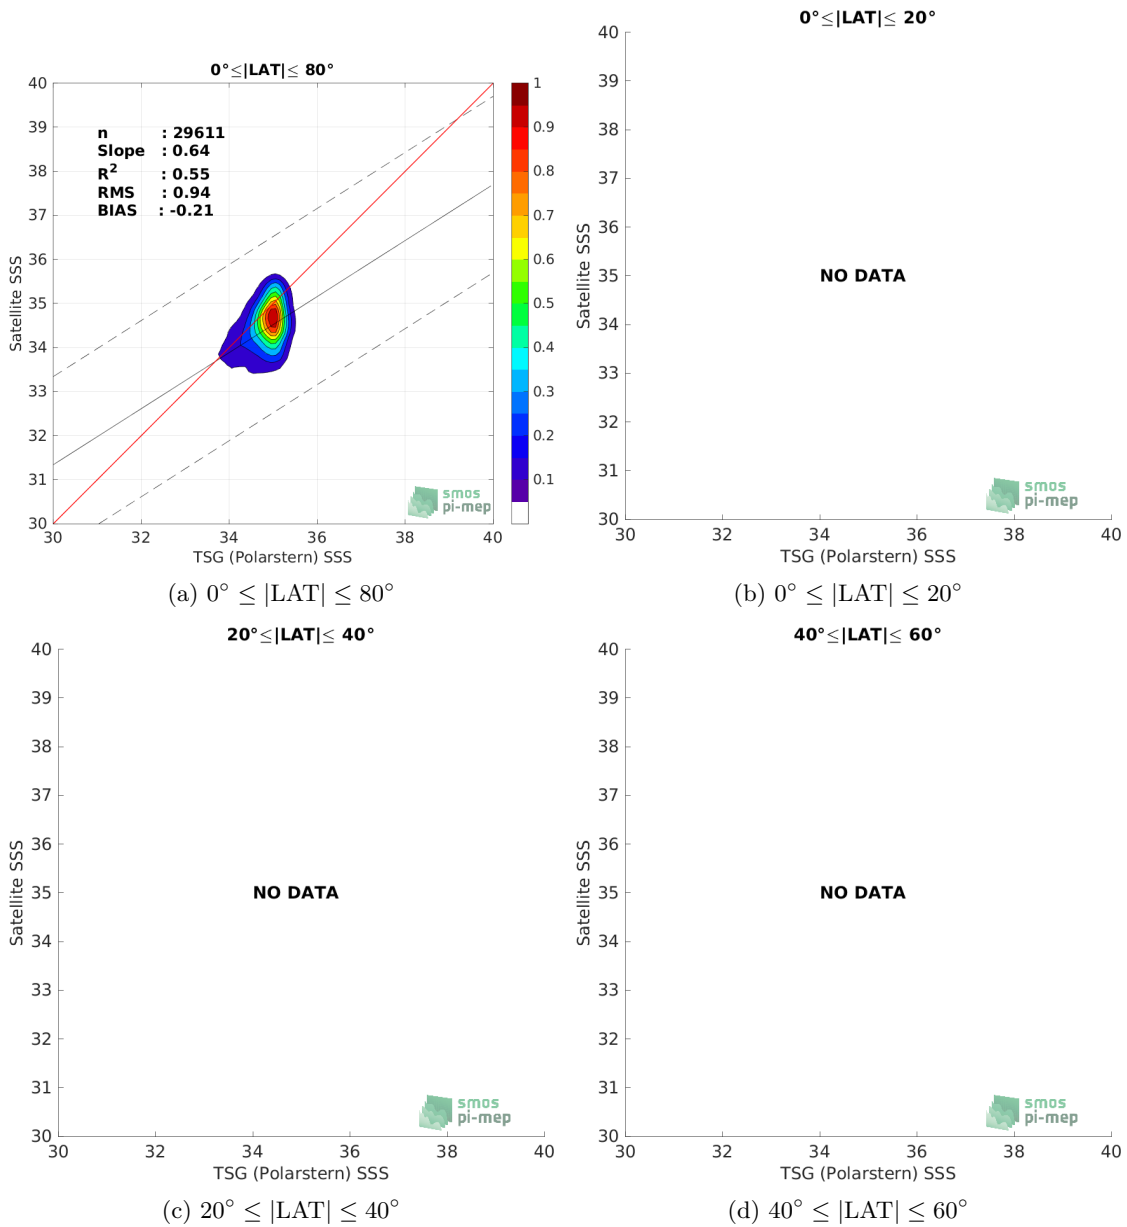 0°≤|LAT|≤ 80°
40
39
38
37
36
35
34
33
32
31
30
Satellite SSS
n : 29611
Slope : 0.64
R² : 0.55
RMS : 0.94
BIAS : -0.21
smos
pi-mep
30 32 34 36 38 40
TSG (Polarstern) SSS
1
0.9
0.8
0.7
0.6
0.5
0.4
0.3
0.2
0.1
(a) 0° ≤ |LAT| ≤ 80°
0°≤|LAT|≤ 20°
40
39
38
37
36
35
34
33
32
31
30
Satellite SSS
NO DATA
smos
pi-mep
30 32 34 36 38 40
TSG (Polarstern) SSS
(b) 0° ≤ |LAT| ≤ 20°
20°≤|LAT|≤ 40°
40
39
38
37
36
35
34
33
32
31
30
Satellite SSS
NO DATA
smos
pi-mep
30 32 34 36 38 40
TSG (Polarstern) SSS
(c) 20° ≤ |LAT| ≤ 40°
40°≤|LAT|≤ 60°
40
39
38
37
36
35
34
33
32
31
30
Satellite SSS
NO DATA
smos
pi-mep
30 32 34 36 38 40
TSG (Polarstern) SSS
(d) 40° ≤ |LAT| ≤ 60°